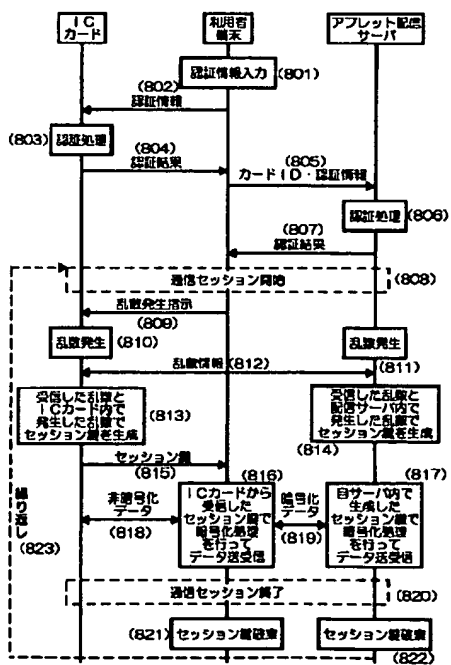 IC
カード
利用者
端末
アプレット配信
サーバ
認証情報入力
(801)
(802)
認証情報
(803)
認証処理
(804)
認証結果
(805)
カードID・認証情報
認証処理
(806)
(807)
認証結果
通信セッション開始
(808)
乱数発生指示
(809)
乱数発生
(810)
乱数発生
(811)
乱数情報
(812)
受信した乱数と
ICカード内で
発生した乱数で
セッション鍵を生成
(813)
受信した乱数と
配信サーバ内で
発生した乱数で
セッション鍵を生成
(814)
セッション鍵
(815)
(816)
ICカードから
受信した
セッション鍵で
暗号化処理
を行って
データ送受信
(817)
自サーバ内で
生成した
セッション鍵で
暗号化処理
を行って
データ送受信
非暗号化
データ
(818)
暗号化
データ
(819)
繰り返し
(823)
通信セッション終了
(820)
(821)
セッション鍵破棄
セッション鍵破棄
(822)